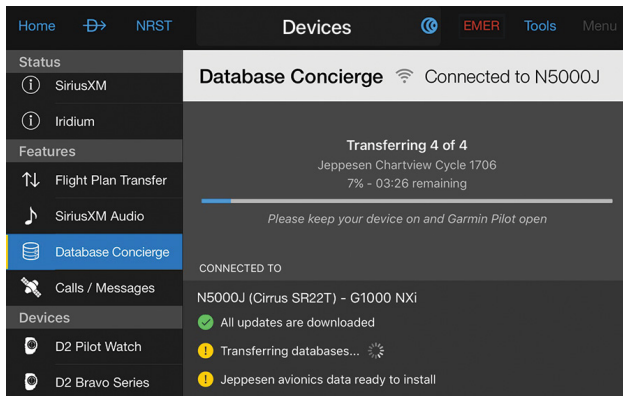 Home
D
NRST
Devices
EMER
Tools
Menu
Status
SiriusXM
Iridium
Features
Flight Plan Transfer
SiriusXM Audio
Database Concierge
Calls / Messages
Devices
D2 Pilot Watch
D2 Bravo Series
Database Concierge Connected to N5000J
Transferring 4 of 4
Jeppesen Chartview Cycle 1706
7% - 03:26 remaining
Please keep your device on and Garmin Pilot open
CONNECTED TO
N5000J (Cirrus SR22T) - G1000 NXi
All updates are downloaded
Transferring databases...
Jeppesen avionics data ready to install